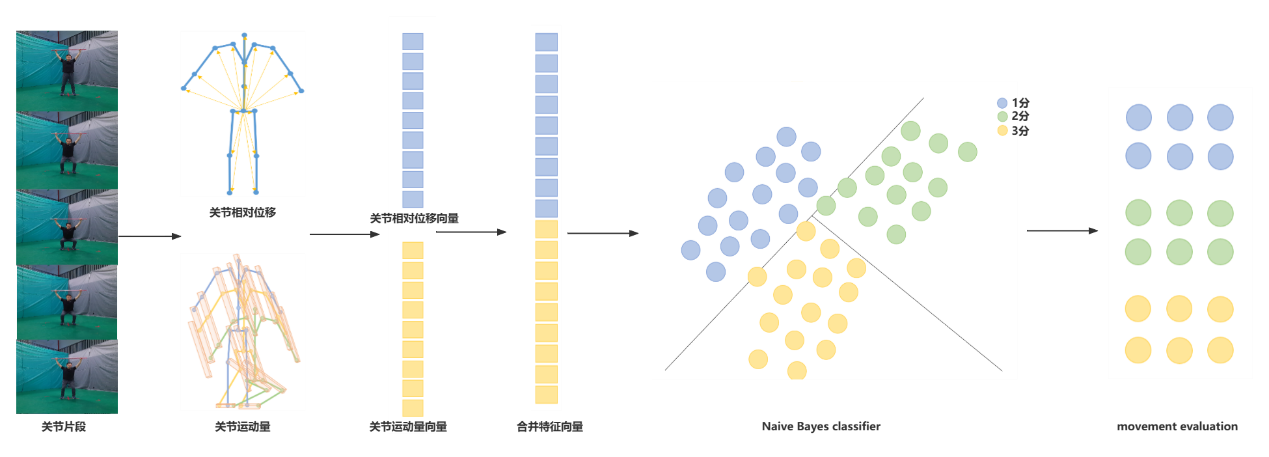 1分
2分
3分
关节相对位移
关节相对位移向量
关节片段
关节运动量
关节运动量向量
合并特征向量
Naive Bayes classifier
movement evaluation